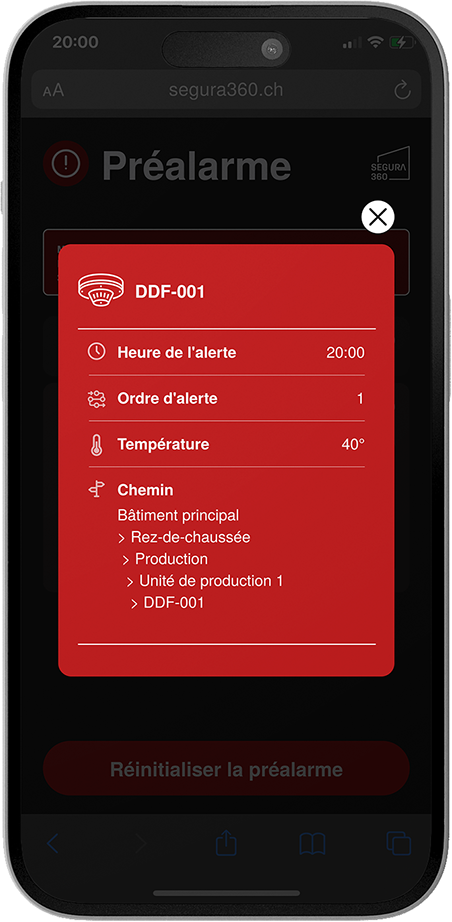 20:00
AA
segura360.ch
Préalarme
SEGURA
360
DDF-001
Heure de l'alerte 20:00
Ordre d'alerte 1
Température 40°
Chemin
Bâtiment principal
> Rez-de-chaussée
> Production
> Unité de production 1
> DDF-001
Réinitialiser la préalarme